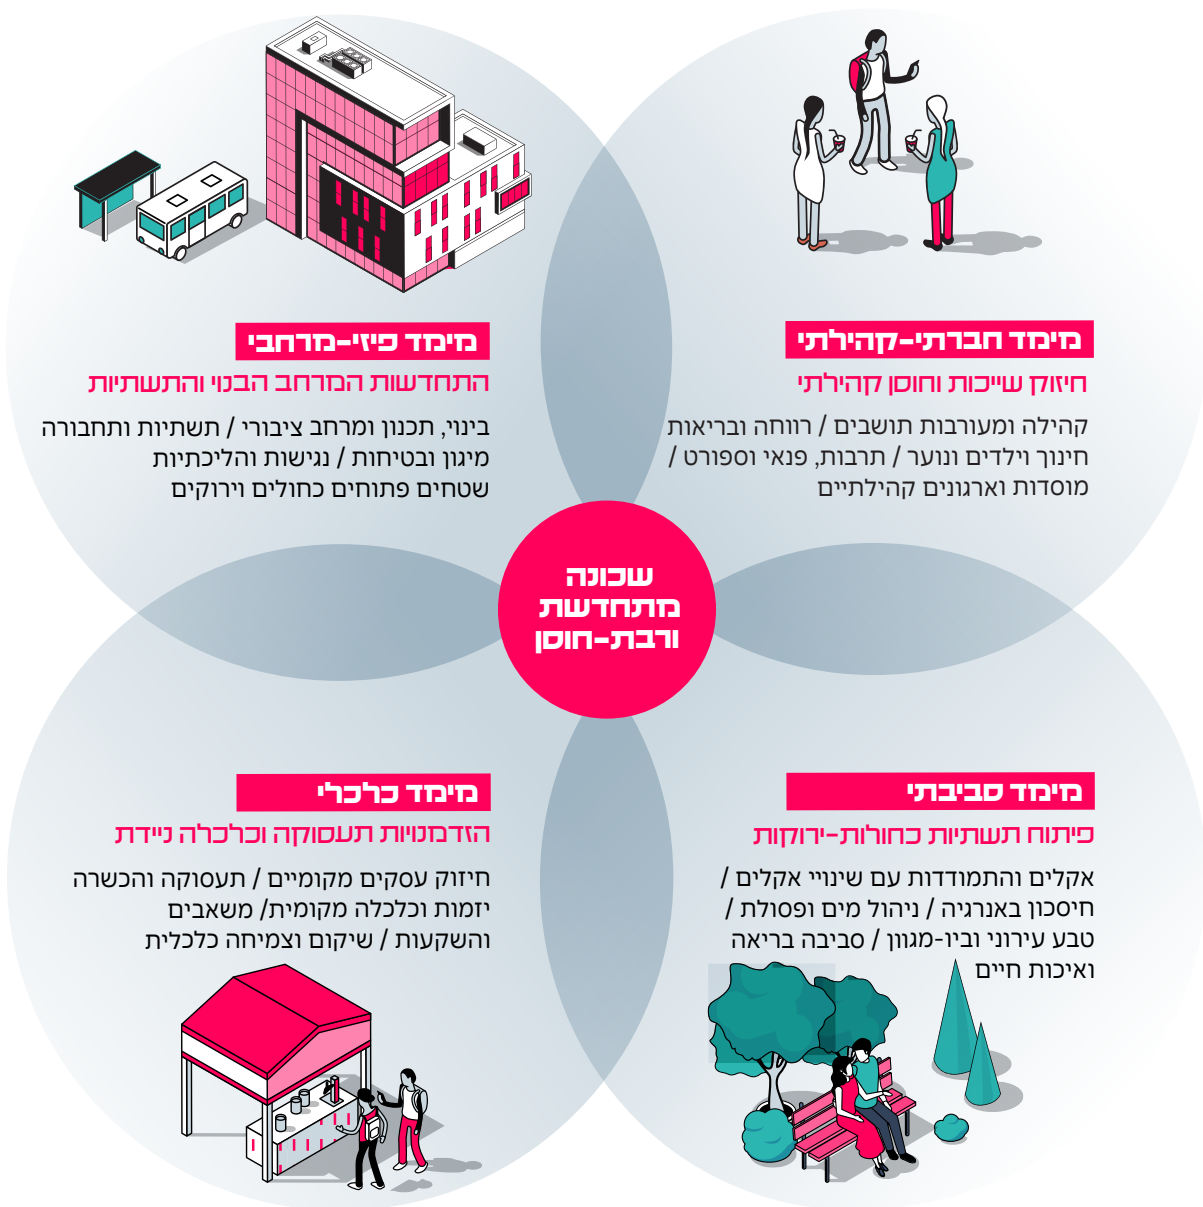 מימד חברתי-קהילתי
חיזוק שייכות וחוסן קהילתי
קהילה ומעורבות תושבים / רווחה ובריאות
חינוך וילדים ונוער / תרבות, פנאי וספורט /
מוסדות וארגונים קהילתיים
מימד פיזי-מרחבי
התחדשות המרחב הבנוי והתשתיות
בינוי, תכנון ומרחב ציבורי / תשתיות ותחבורה
מיגון ובטיחות / נגישות והליכתיות
שטחים פתוחים כחולים וירוקים
שכונה
מתחדשת
ורבת-חוסן
מימד סביבתי
פיתוח תשתיות כחולות-ירוקות
אקלים והתמודדות עם שינויי אקלים /
חיסכון באנרגיה / ניהול מים ופסולת /
טבע עירוני וביו-מגוון / סביבה בריאה
ואיכות חיים
מימד כלכלי
הזדמנויות תעסוקה וכלכלה ניידת
חיזוק עסקים מקומיים / תעסוקה והכשרה
יזמות וכלכלה מקומית/ משאבים
והשקעות / שיקום וצמיחה כלכלית